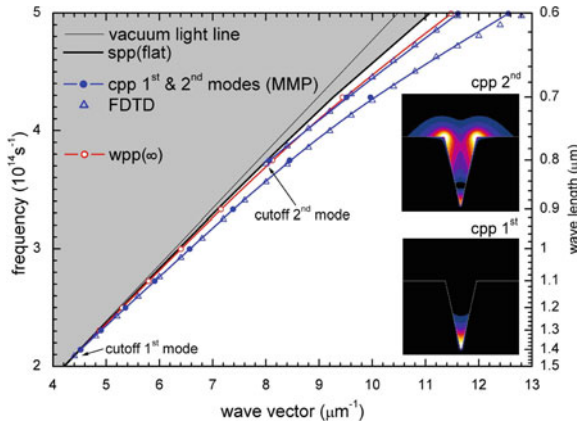 vacuum light line
spp(flat)
cpp 1st & 2nd modes (MMP)
FDTD
wpp(∞)
cpp 2nd
cpp 1st
cutoff 2nd mode
cutoff 1st mode
frequency (10^14 s^-1)
5
4
3
2
wave length (μm)
0.6
0.7
0.8
0.9
1
1.1
1.2
1.3
1.4
1.5
4 5 6 7 8 9 10 11 12 13
wave vector (μm^-1)